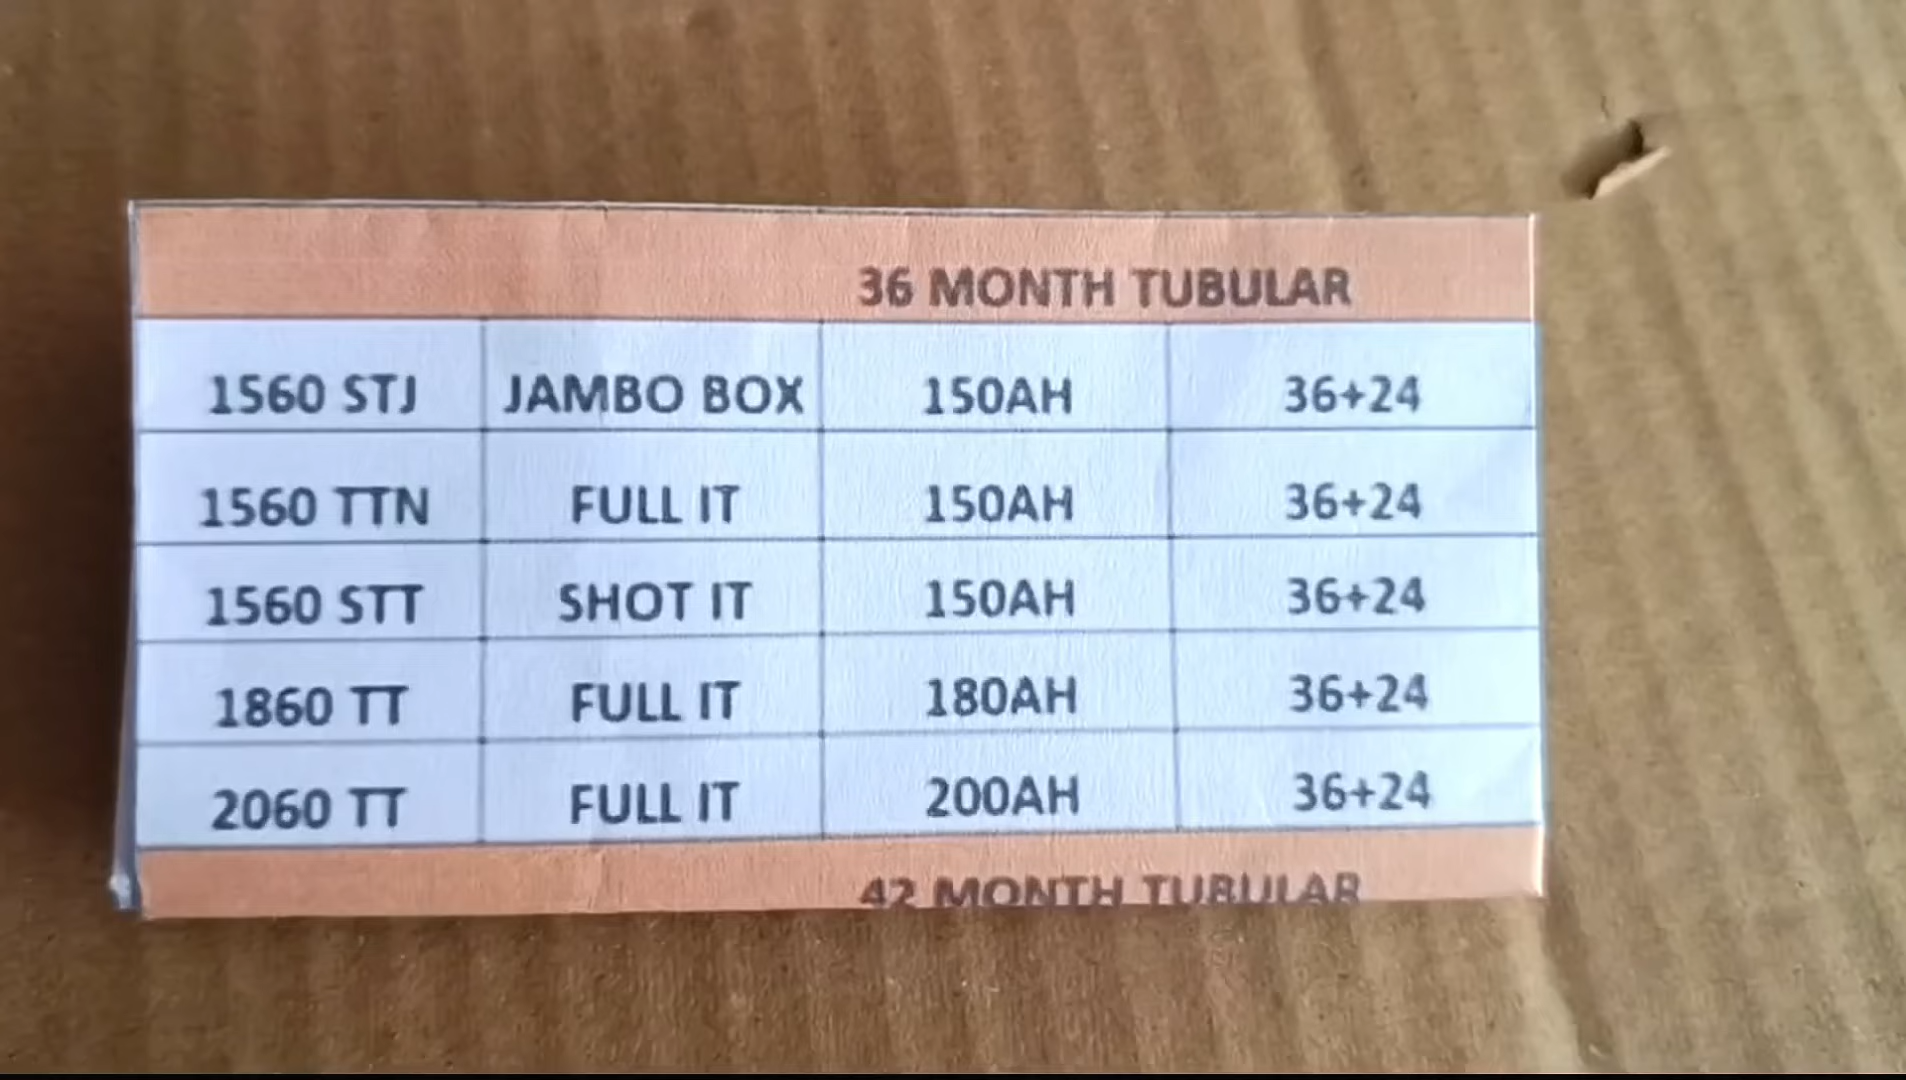 36 MONTH TUBULAR
1560 STJ JAMBO BOX 150AH 36+24
1560 TTN FULL IT 150AH 36+24
1560 STT SHOT IT 150AH 36+24
1860 TT FULL IT 180AH 36+24
2060 TT FULL IT 200AH 36+24
42 MONTH TUBULAR